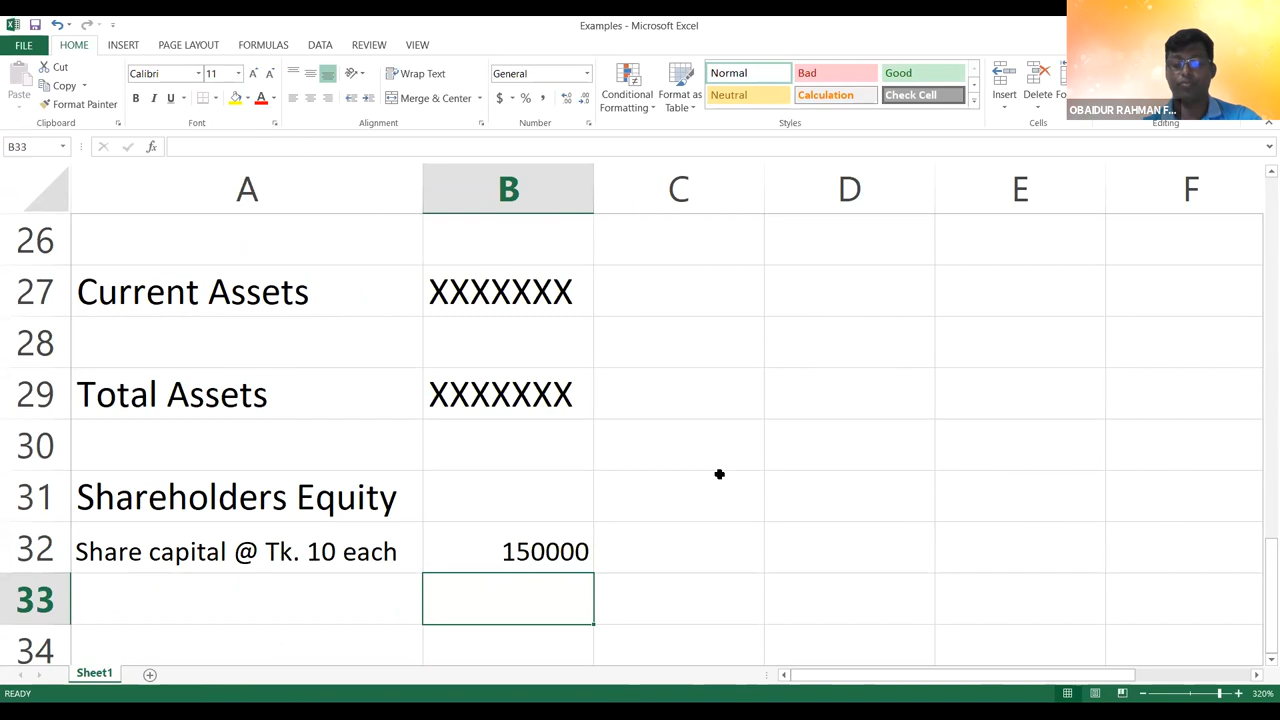 Examples - Microsoft Excel
FILE HOME INSERT PAGE LAYOUT FORMULAS DATA REVIEW VIEW
Paste Cut Copy Format Painter Clipboard
Calibri 11 B I U Font
Wrap Text Merge & Center Alignment
General $ % , Number
Conditional Formatting Format as Table Normal Bad Good Neutral Calculation Check Cell Styles
Insert Delete Cells
Editing
OBAIDUR RAHMAN F...
B33 fx
A B C D E F
26
27 Current Assets XXXXXXX
28
29 Total Assets XXXXXXX
30
31 Shareholders Equity
32 Share capital @ Tk. 10 each 150000
33
34
Sheet1
READY 320%